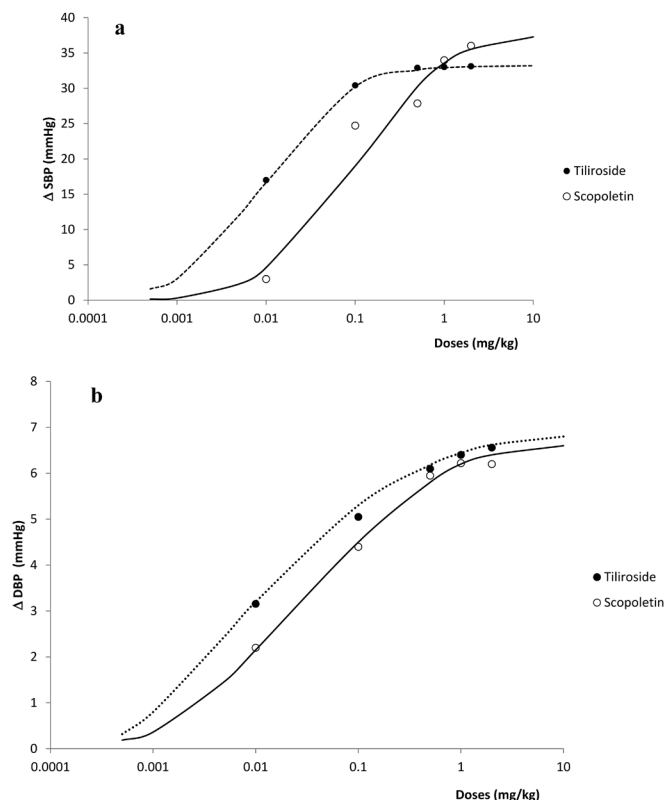 a
40
35
30
25
20
15
10
5
0
Δ SBP (mmHg)
0.0001 0.001 0.01 0.1 1 10
Doses (mg/kg)
Tiliroside
Scopoletin
b
8
7
6
5
4
3
2
1
0
Δ DBP (mmHg)
0.0001 0.001 0.01 0.1 1 10
Doses (mg/kg)
Tiliroside
Scopoletin